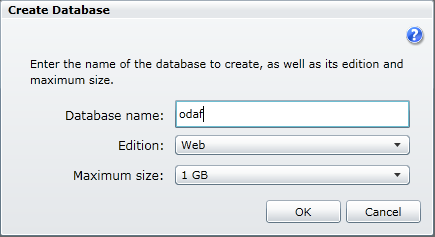 Create Database
?
Enter the name of the database to create, as well as its edition and
maximum size.
Database name: odaf
Edition: Web
Maximum size: 1 GB
OK Cancel